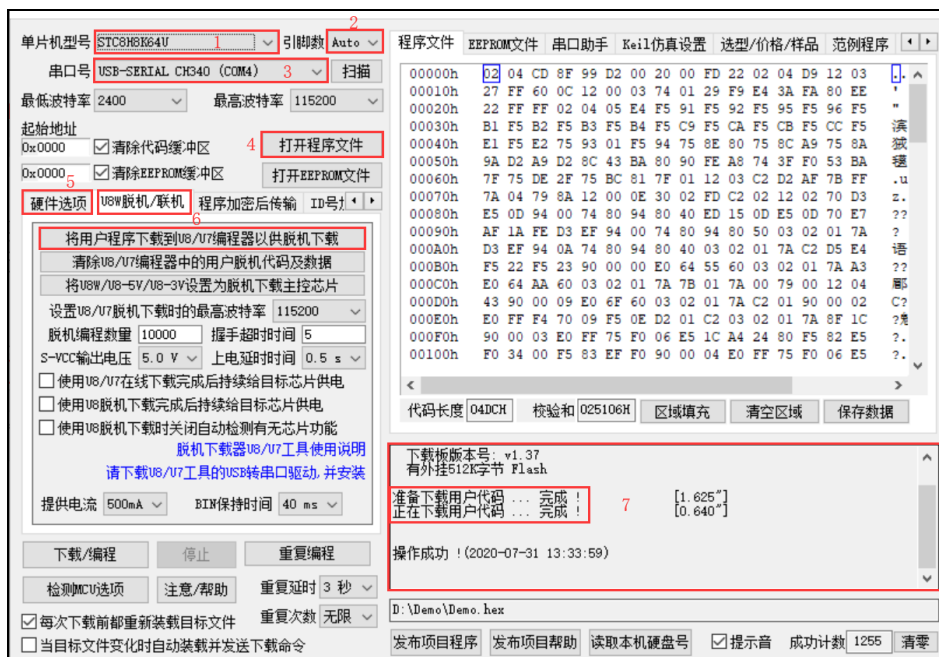 单片机型号 STC8H8K64U 1 引脚数 2 Auto
串口号 USB-SERIAL CH340 (COM4) 3 扫描
最低波特率 2400 最高波特率 115200
起始地址
0x0000 清除代码缓冲区 4 打开程序文件
0x0000 清除EEPROM缓冲区 打开EEPROM文件
5
硬件选项 U8W脱机/联机 程序加密后传输 ID号
6
将用户程序下载到U8/U7编程器以供脱机下载
清除U8/U7编程器中的用户脱机代码及数据
将U8W/U8-5V/U8-3V设置为脱机下载主控芯片
设置U8/U7脱机下载时的最高波特率 115200
脱机编程数量 10000 握手超时时间 5
S-VCC输出电压 5.0 V 上电延时时间 0.5 s
使用U8/U7在线下载完成后持续给目标芯片供电
使用U8脱机下载完成后持续给目标芯片供电
使用U8脱机下载时关闭自动检测有无芯片功能
脱机下载器U8/U7工具使用说明
请下载U8/U7工具的USB转串口驱动,并安装
提供电流 500mA BIN保持时间 40 ms
下载/编程 停止 重复编程
检测MCU选项 注意/帮助 重复延时 3 秒
每次下载前都重新装载目标文件 重复次数 无限
当目标文件变化时自动装载并发送下载命令
程序文件 EEPROM文件 串口助手 Keil仿真设置 选型/价格/样品 范例程序
00000h 02 04 CD 8F 99 D2 00 20 00 FD 22 02 04 D9 12 03 ..
00010h 27 FF 60 0C 12 00 03 74 01 29 F9 E4 3A FA 80 EE '
00020h 22 FF FF 02 04 05 E4 F5 91 F5 92 F5 95 F5 96 F5 "
00030h B1 F5 B2 F5 B3 F5 B4 F5 C9 F5 CA F5 CB F5 CC F5 滨
00040h E1 F5 E2 75 93 01 F5 94 75 8E 80 75 8C A9 75 8A
00050h 9A D2 A9 D2 8C 43 BA 80 90 FE A8 74 3F F0 53 BA
00060h 7F 75 DE 2F 75 BC 81 7F 01 12 03 C2 D2 AF 7B FF .u
00070h 7A 04 79 8A 12 00 0E 30 02 FD C2 02 12 02 70 D3 z.
00080h E5 0D 94 00 74 80 94 80 40 ED 15 0D E5 0D 70 E7 ??
00090h AF 1A FE D3 EF 94 00 74 80 94 80 50 03 02 01 7A ?
000A0h D3 EF 94 0A 74 80 94 80 40 03 02 01 7A C2 D5 E4 语
000B0h F5 22 F5 23 90 00 00 E0 64 55 60 03 02 01 7A A3 ??
000C0h E0 64 AA 60 03 02 01 7A 7B 01 7A 00 79 00 12 04 郿
000D0h 43 90 00 09 E0 6F 60 03 02 01 7A C2 01 90 00 02 C?
000E0h E0 FF F4 70 09 F5 0E D2 01 C2 03 02 01 7A 8F 1C
000F0h 90 00 03 E0 FF 75 F0 06 E5 1C A4 24 80 F5 82 E5 ?.
00100h F0 34 00 F5 83 EF F0 90 00 04 E0 FF 75 F0 06 E5 ?.
代码长度 04DCH 校验和 025106H 区域填充 清空区域 保存数据
下载板版本号: v1.37
有外挂512K字节 Flash
准备下载用户代码 ... 完成 ! [1.625"]
正在下载用户代码 ... 完成 ! 7 [0.640"]
操作成功 !(2020-07-31 13:33:59)
D:\Demo\Demo.hex
发布项目程序 发布项目帮助 读取本机硬盘号 提示音 成功计数 1255 清零